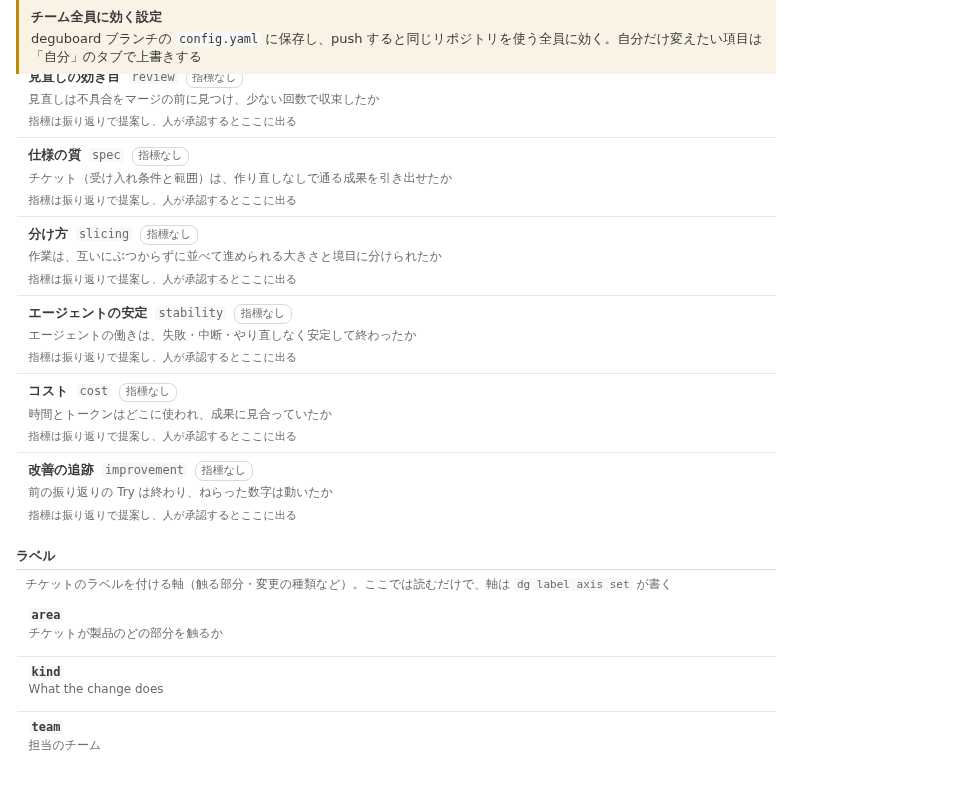 チーム全員に効く設定
deguboard ブランチの config.yaml に保存し、push すると同じリポジトリを使う全員に効く。自分だけ変えたい項目は
「自分」のタブで上書きする
見直しの効き目 review 指標なし
見直しは不具合をマージの前に見つけ、少ない回数で収束したか
指標は振り返りで提案し、人が承認するとここに出る
仕様の質 spec 指標なし
チケット（受け入れ条件と範囲）は、作り直しなしで通る成果を引き出せたか
指標は振り返りで提案し、人が承認するとここに出る
分け方 slicing 指標なし
作業は、互いにぶつからずに並べて進められる大きさと境目に分けられたか
指標は振り返りで提案し、人が承認するとここに出る
エージェントの安定 stability 指標なし
エージェントの働きは、失敗・中断・やり直しなく安定して終わったか
指標は振り返りで提案し、人が承認するとここに出る
コスト cost 指標なし
時間とトークンはどこに使われ、成果に見合っていたか
指標は振り返りで提案し、人が承認するとここに出る
改善の追跡 improvement 指標なし
前の振り返りの Try は終わり、ねらった数字は動いたか
指標は振り返りで提案し、人が承認するとここに出る
ラベル
チケットのラベルを付ける軸（触る部分・変更の種類など）。ここでは読むだけで、軸は dg label axis set が書く
area
チケットが製品のどの部分を触るか
kind
What the change does
team
担当のチーム